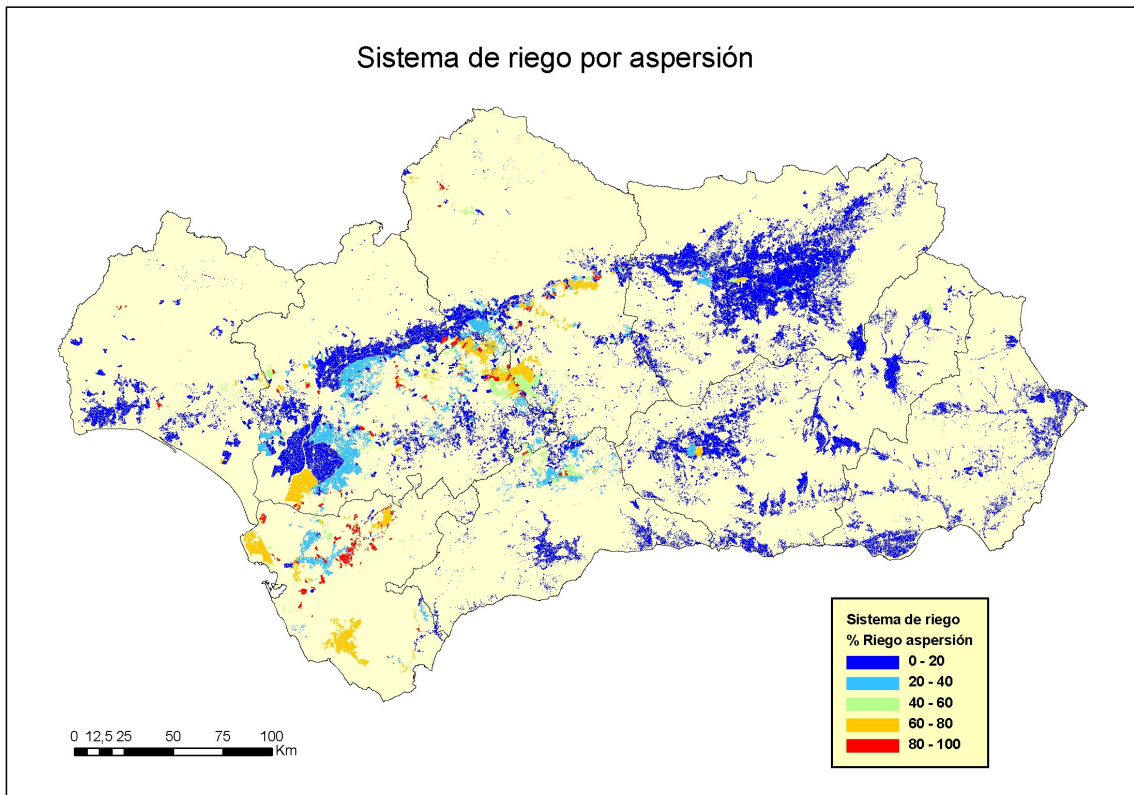 Sistema de riego por aspersión
Sistema de riego
% Riego aspersión
0 - 20
20 - 40
40 - 60
60 - 80
80 - 100
0 12,5 25 50 75 100
Km